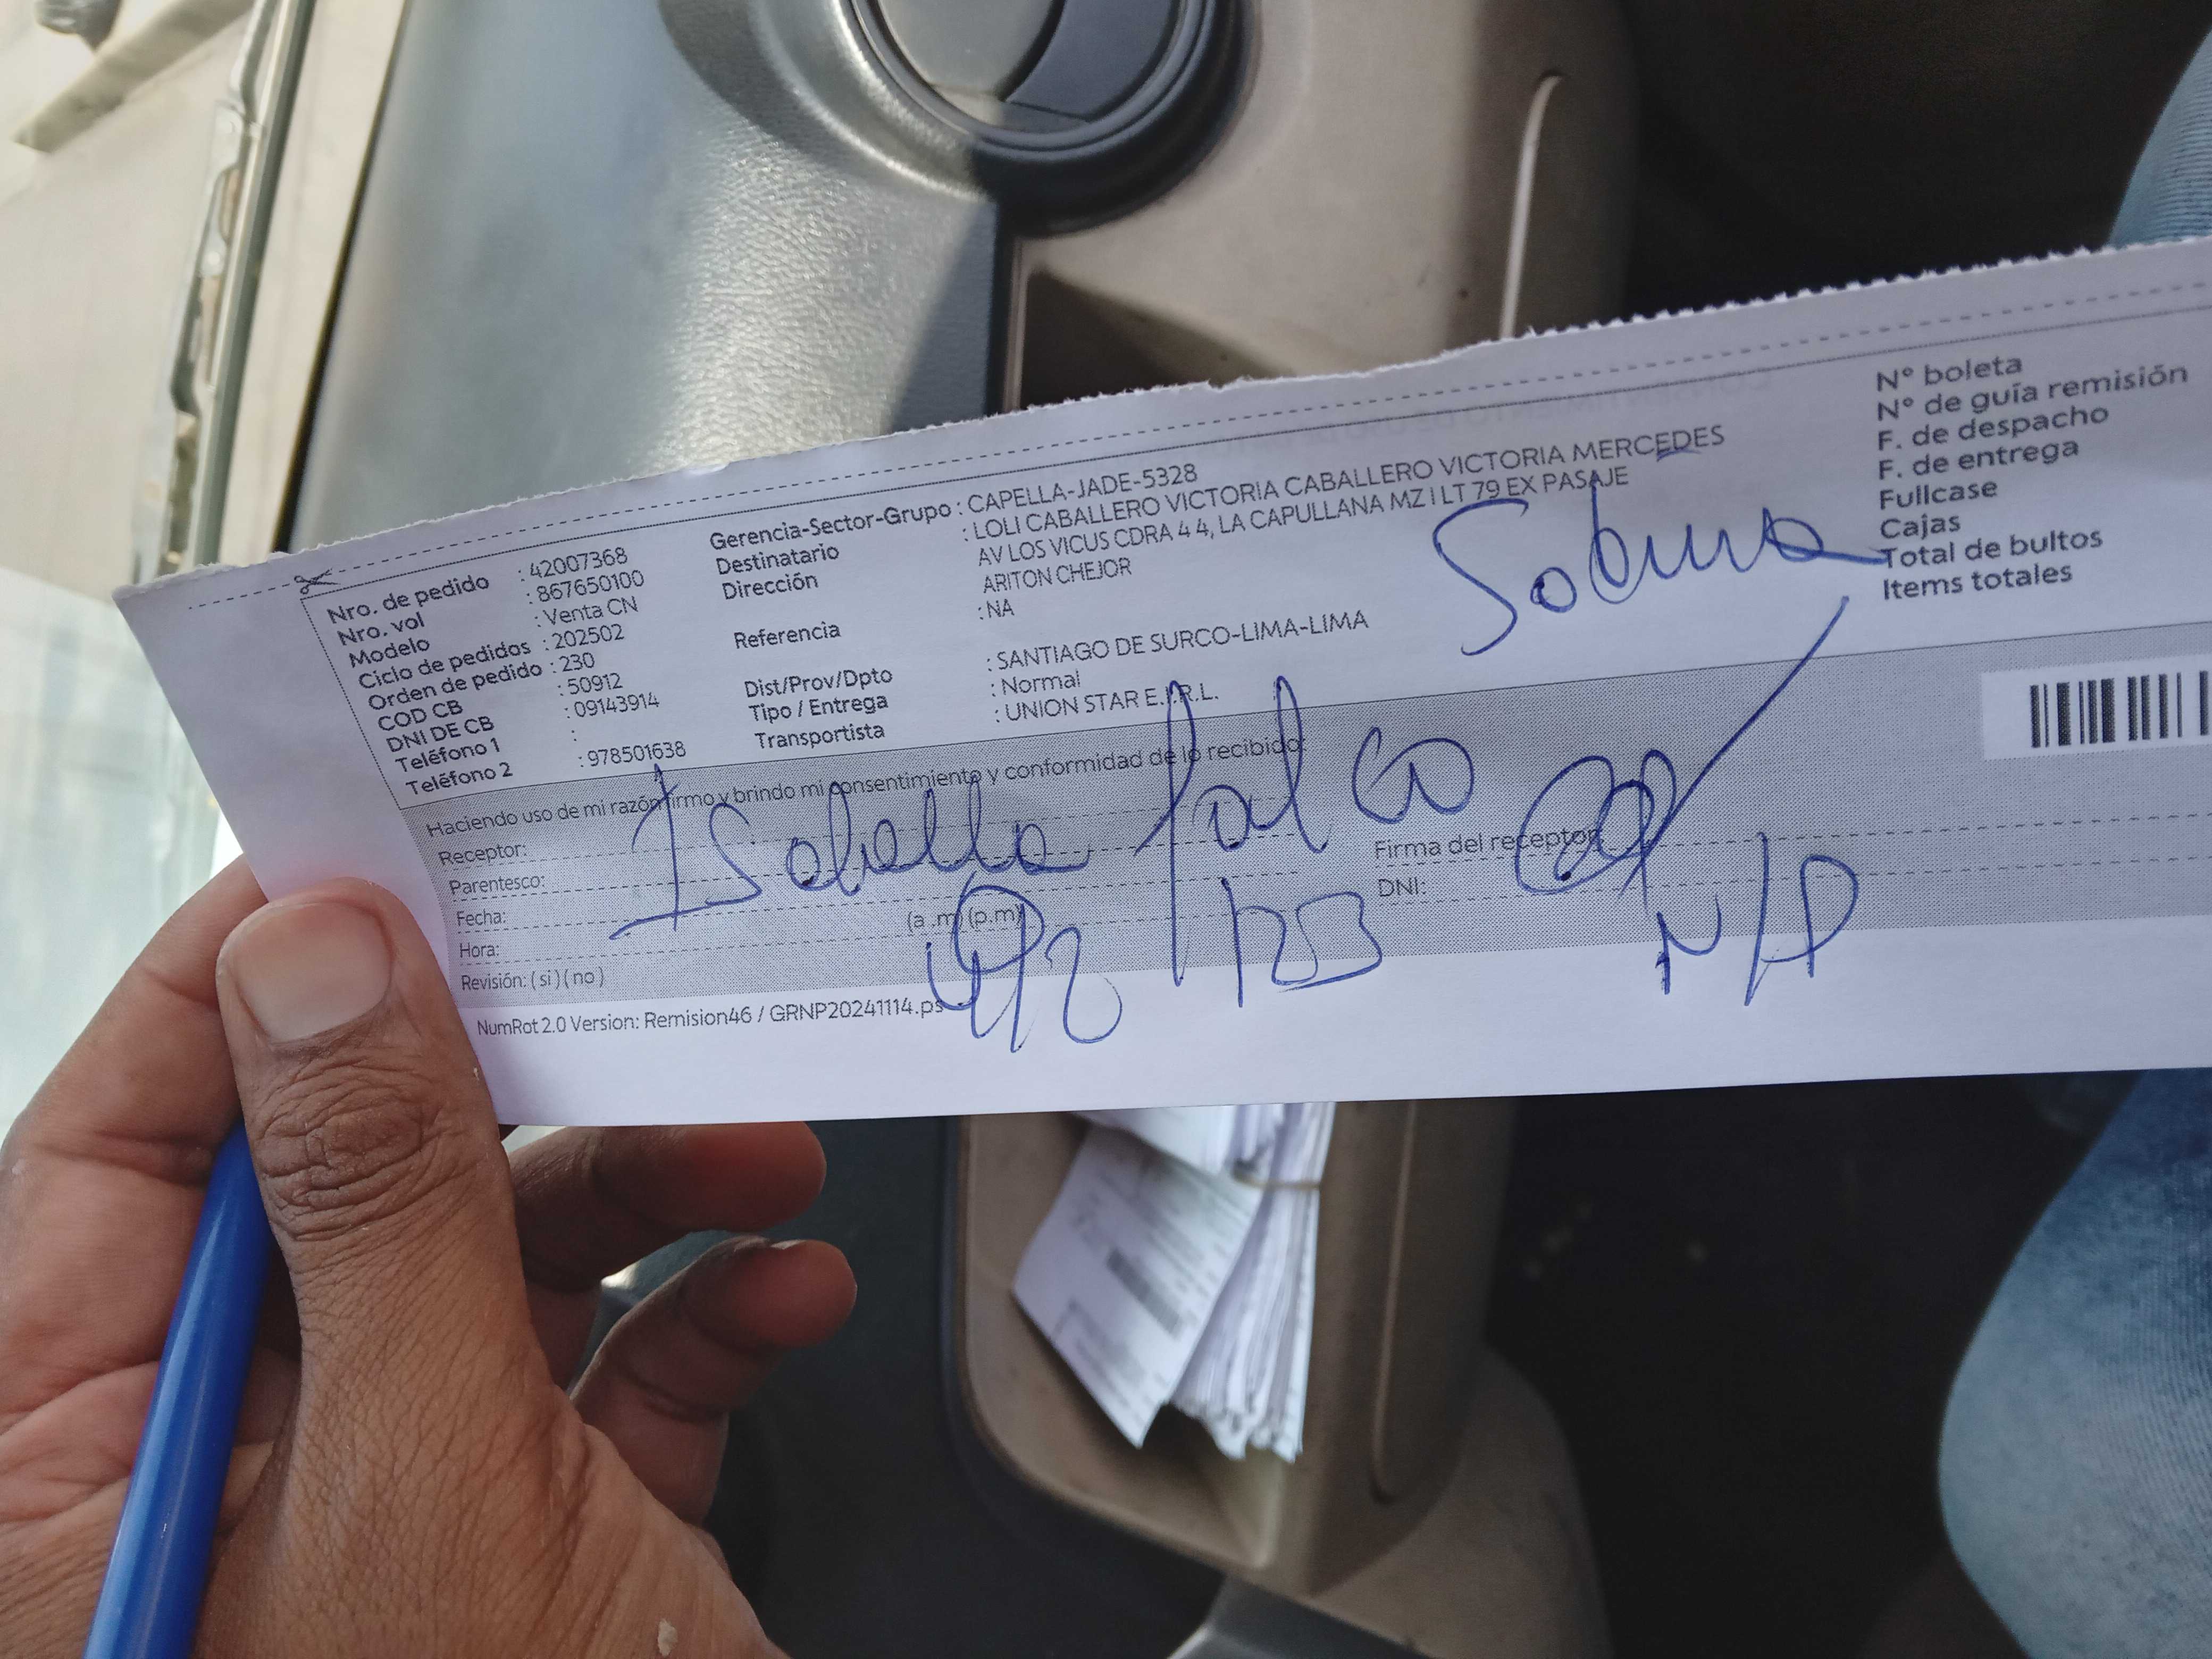 Nro. de pedido : 42007368
Nro. vol : 867650100
Modelo : Venta CN
Ciclo de pedidos : 202502
Orden de pedido : 230
COD CB : 50912
DNI DE CB : 09143914
Teléfono 1 :
Teléfono 2 : 978501638
Gerencia-Sector-Grupo : CAPELLA-JADE-5328
Destinatario : LOLI CABALLERO VICTORIA CABALLERO VICTORIA MERCEDES
Dirección AV LOS VICUS CDRA 4 4, LA CAPULLANA MZ I LT 79 EX PASAJE
ARITON CHEJOR
Referencia : NA
Dist/Prov/Dpto : SANTIAGO DE SURCO-LIMA-LIMA
Tipo / Entrega : Normal
Transportista : UNION STAR E.I.R.L.
N° boleta
N° de guía remisión
F. de despacho
F. de entrega
Fullcase
Cajas
Total de bultos
Items totales
Haciendo uso de mi razón firmo y brindo mi consentimiento y conformidad de lo recibido:
Receptor: Isabella falco
Parentesco:
Fecha:
Hora: (a.m) (p.m)
Revisión: ( si ) ( no )
Firma del receptor
DNI:
NumRot 2.0 Version: Remision46 / GRNP20241114.ps